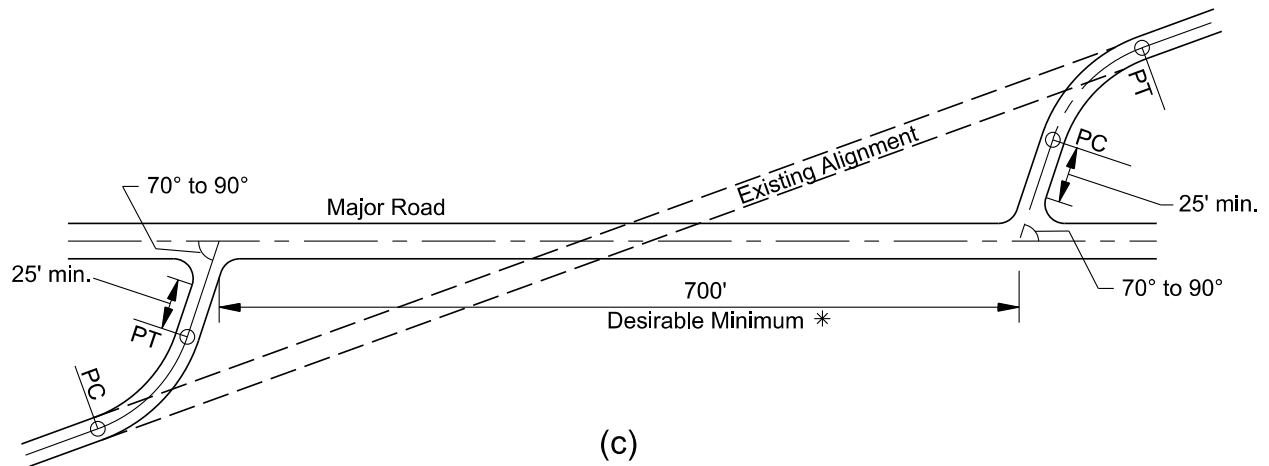 PT
PC
Existing Alignment
70° to 90°
Major Road
25' min.
25' min.
700'
70° to 90°
Desirable Minimum *
PT
PC
(c)